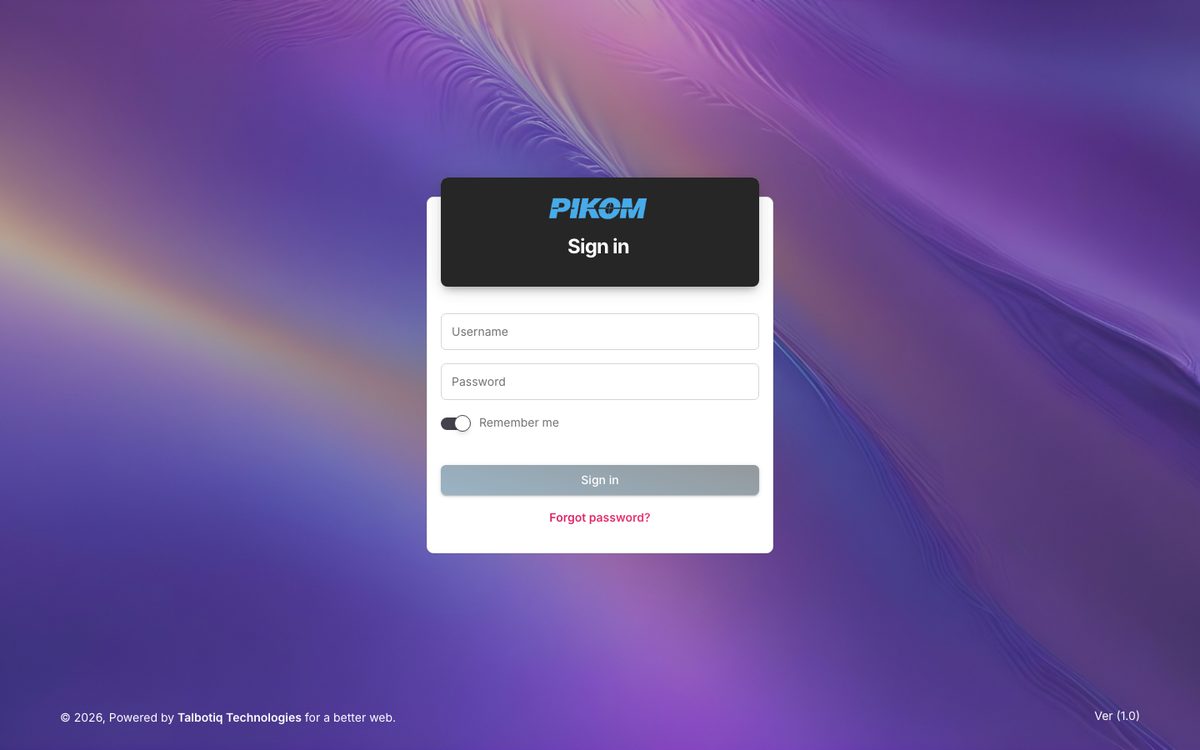 PIKOM
Sign in
Username
Password
Remember me
Sign in
Forgot password?
© 2026, Powered by Talbotiq Technologies for a better web.
Ver (1.0)